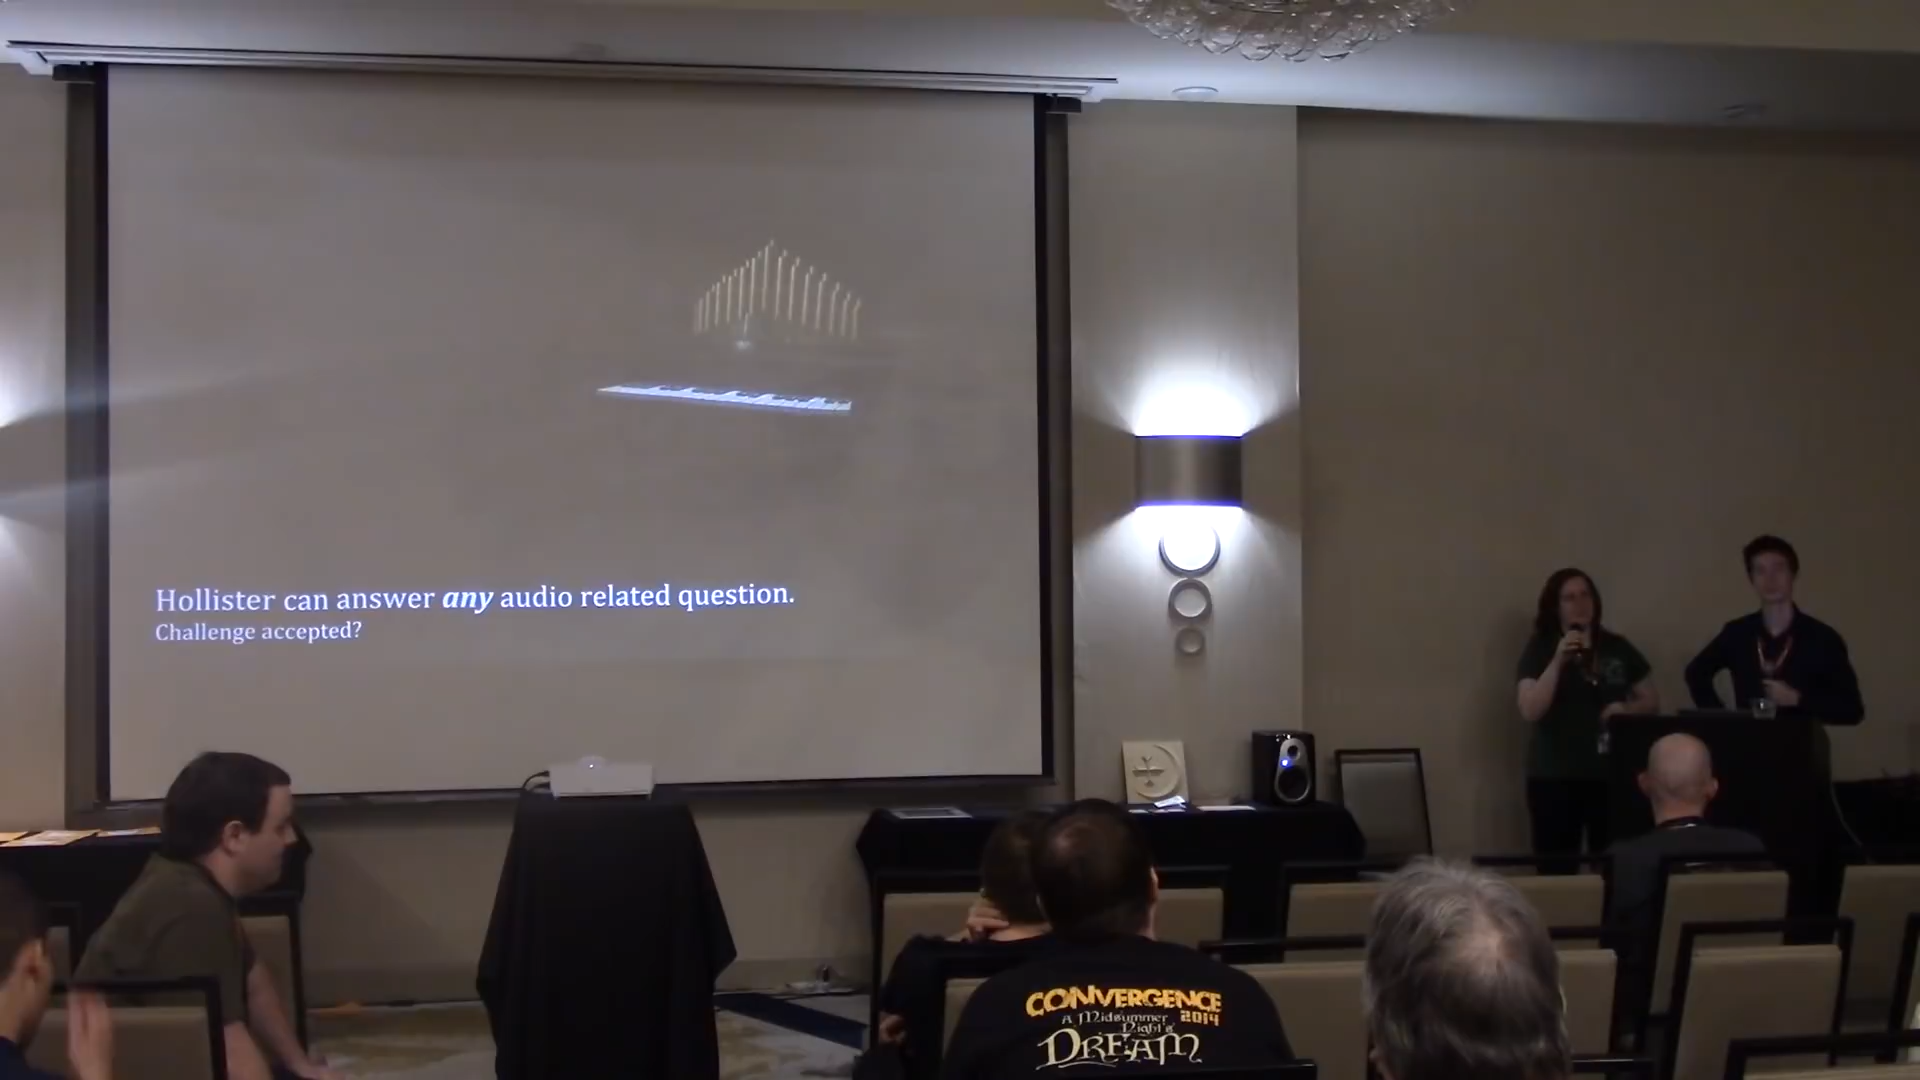 Hollister can answer any audio related question.
Challenge accepted?
CONVERGENCE
2014
A Midsummer
Night's
DREAM